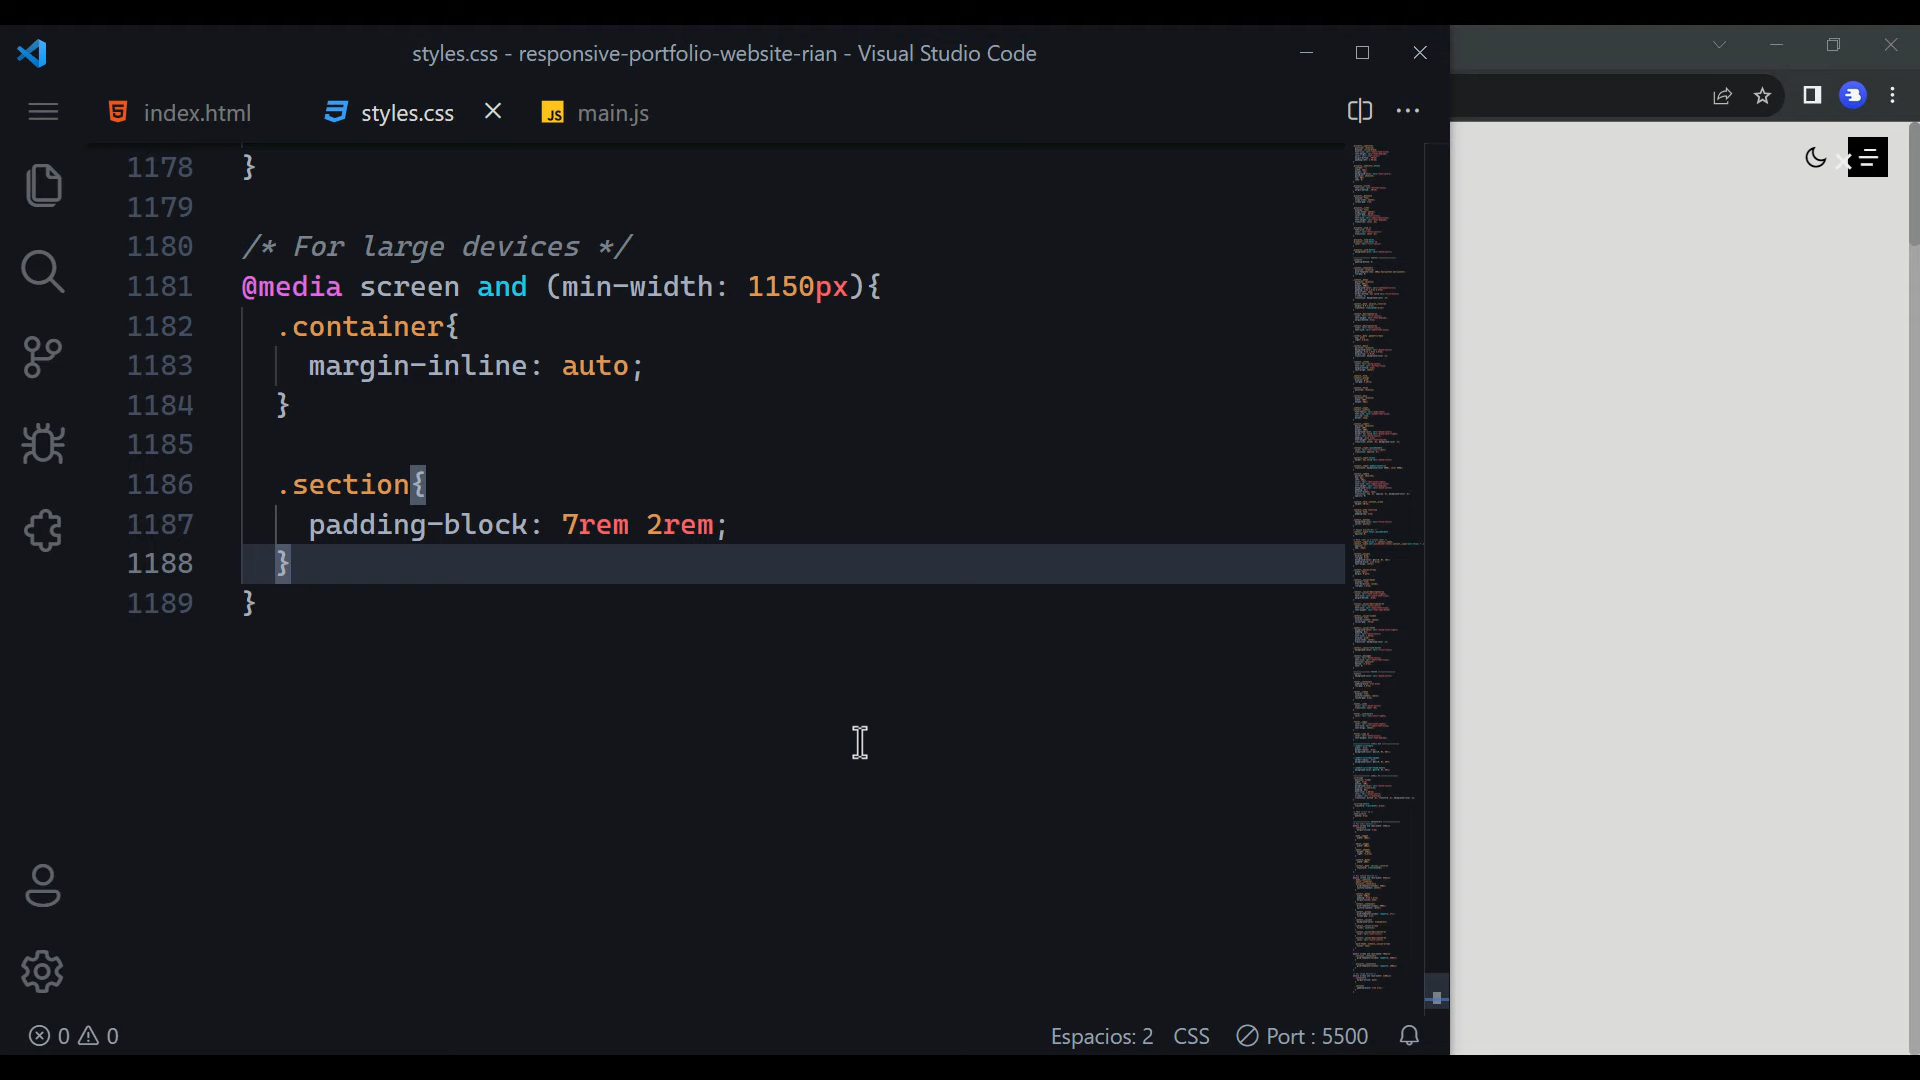 styles.css - responsive-portfolio-website-rian - Visual Studio Code
index.html styles.css JS main.js
1178 }
1179
1180 /* For large devices */
1181 @media screen and (min-width: 1150px){
1182 .container{
1183 margin-inline: auto;
1184 }
1185
1186 .section{
1187 padding-block: 7rem 2rem;
1188 }
1189 }
0 0 Espacios: 2 CSS Port : 5500